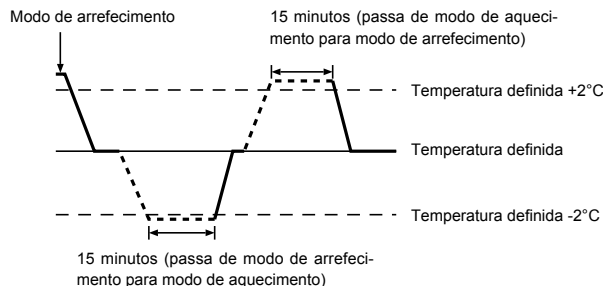 Modo de arrefecimento
15 minutos (passa de modo de aqueci-
mento para modo de arrefecimento)
Temperatura definida +2°C
Temperatura definida
Temperatura definida -2°C
15 minutos (passa de modo de arrefeci-
mento para modo de aquecimento)